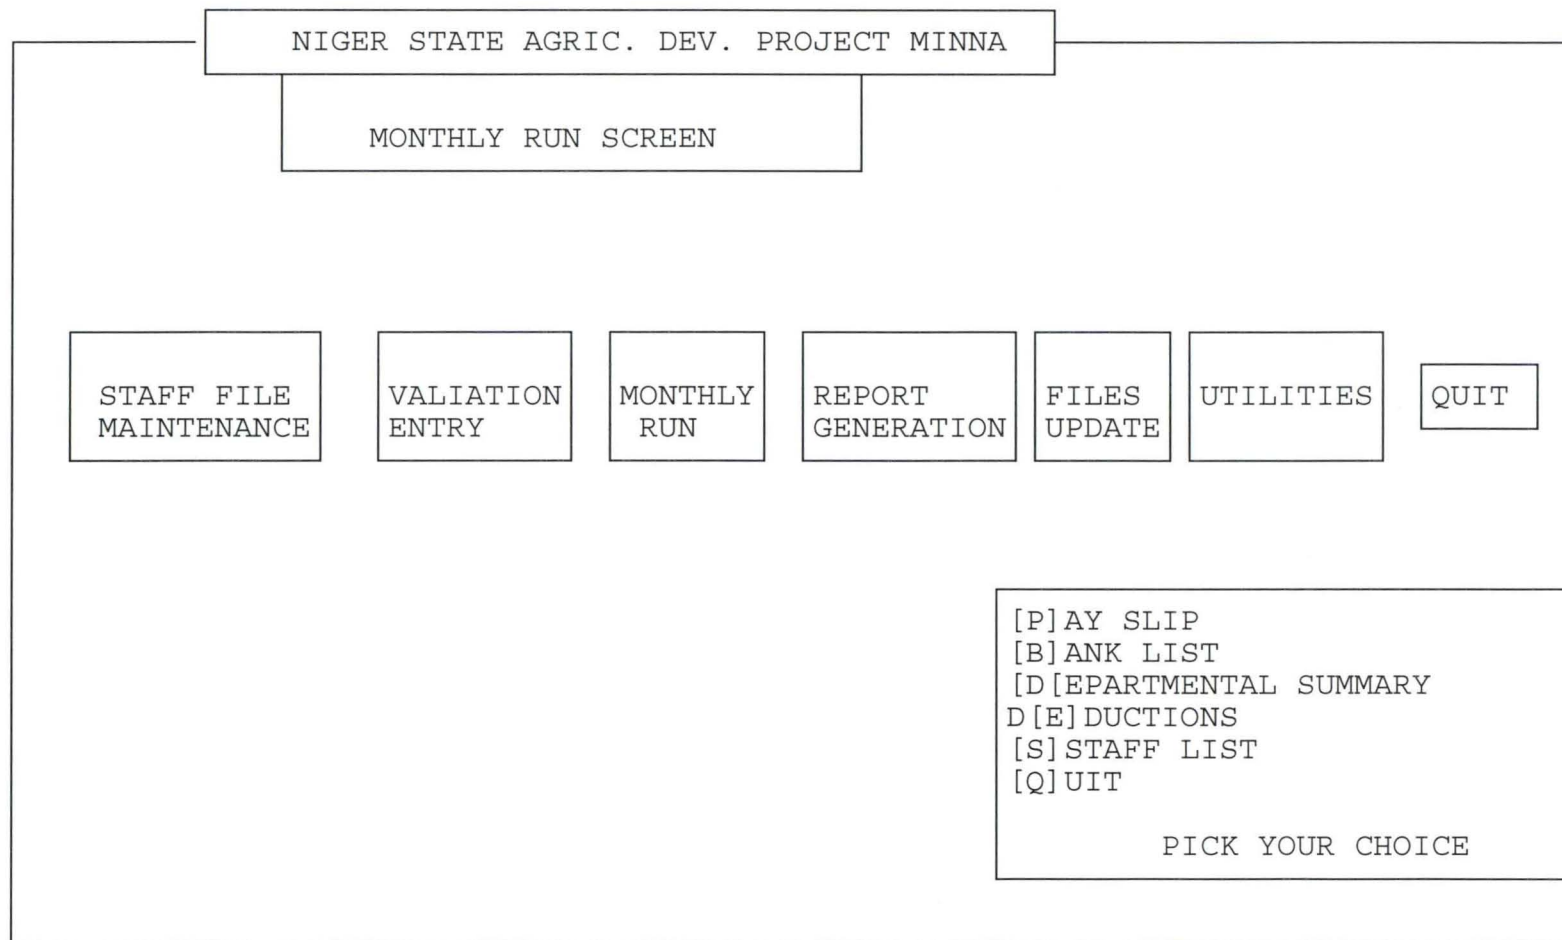 NIGER STATE AGRIC. DEV. PROJECT MINNA
MONTHLY RUN SCREEN
STAFF FILE
MAINTENANCE
VALIATION
ENTRY
MONTHLY
RUN
REPORT
GENERATION
FILES
UPDATE
UTILITIES
QUIT
[P]AY SLIP
[B]ANK LIST
[D[EPARTMENTAL SUMMARY
D[E]DUCTIONS
[S]STAFF LIST
[Q]UIT
PICK YOUR CHOICE